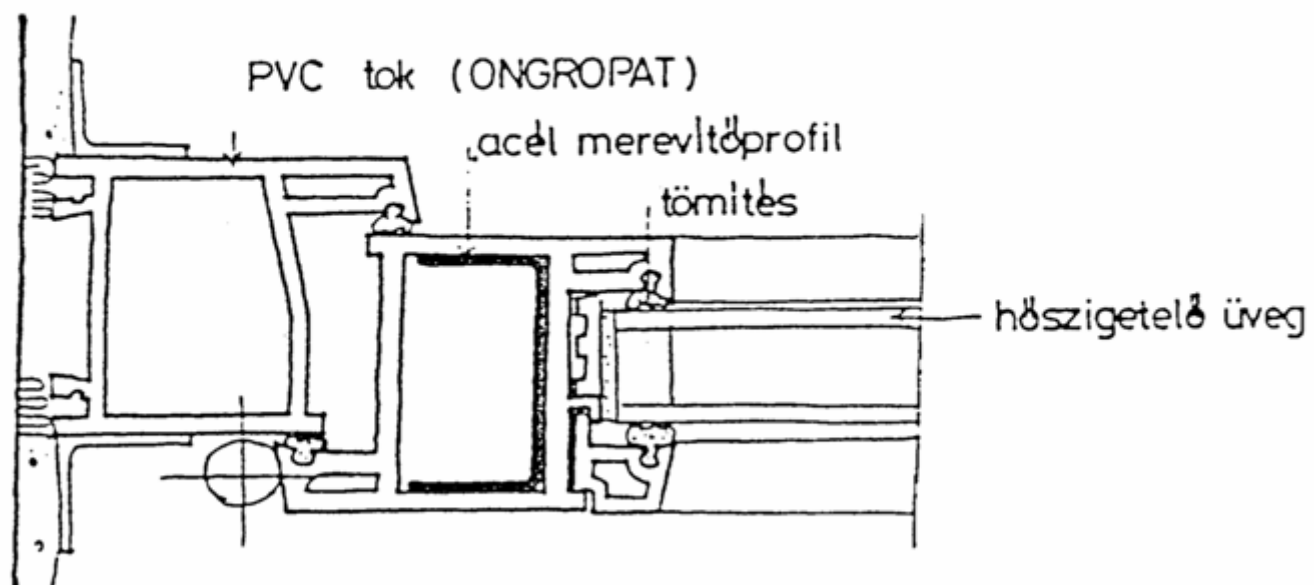 PVC tok (ONGROPAT)
acél merevítőprofil
tömítés
hőszigetelő üveg